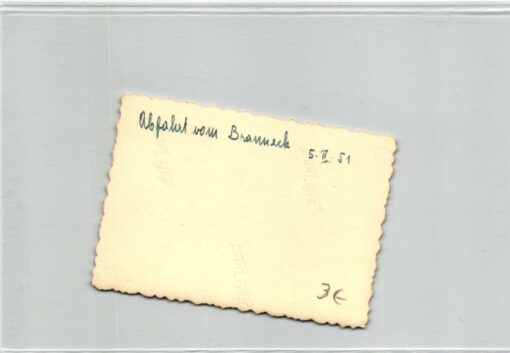 Abfahrt vom Brauneck
5. II. 51
3€